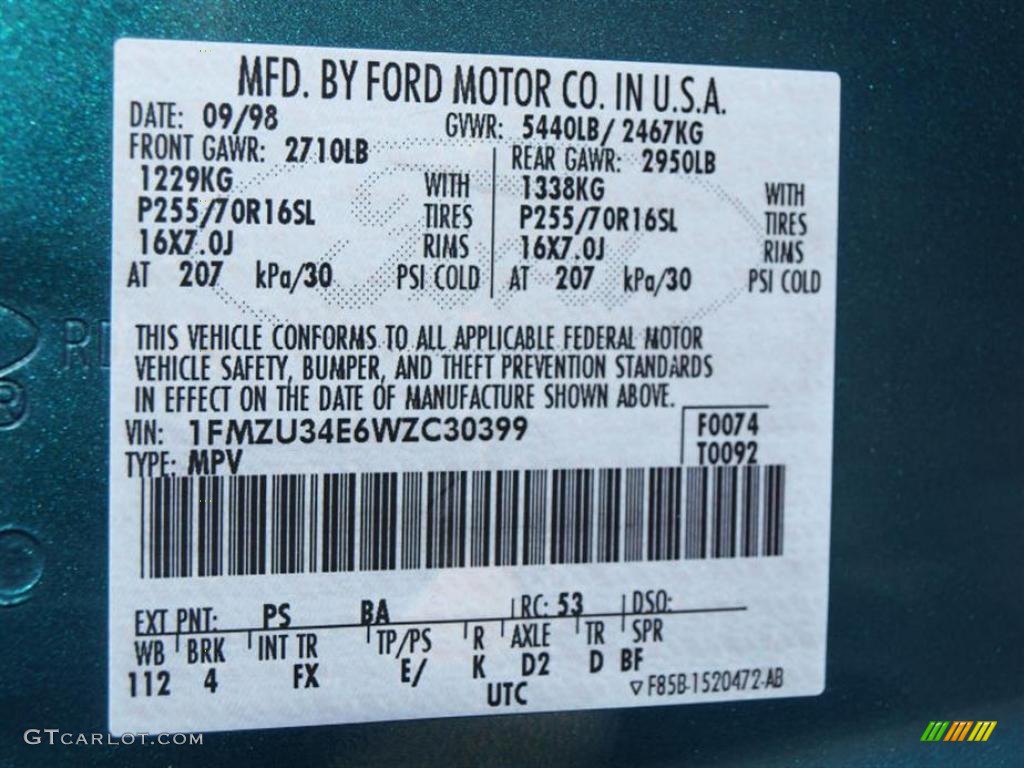 MFD. BY FORD MOTOR CO. IN U.S.A.
DATE: 09/98 GVWR: 5440LB/ 2467KG
FRONT GAWR: 2710LB REAR GAWR: 2950LB
1229KG WITH 1338KG WITH
P255/70R16SL TIRES P255/70R16SL TIRES
16X7.0J RIMS 16X7.0J RIMS
AT 207 kPa/30 PSI COLD AT 207 kPa/30 PSI COLD
THIS VEHICLE CONFORMS TO ALL APPLICABLE FEDERAL MOTOR
VEHICLE SAFETY, BUMPER, AND THEFT PREVENTION STANDARDS
IN EFFECT ON THE DATE OF MANUFACTURE SHOWN ABOVE.
VIN: 1FMZU34E6WZC30399 F0074
TYPE: MPV T0092
EXT PNT: PS BA RC: 53 DSO:
WB BRK INT TR TP/PS R AXLE TR SPR
112 4 FX E/ K D2 D BF
UTC ▽F85B-1520472-AB
GTCARLOT.COM